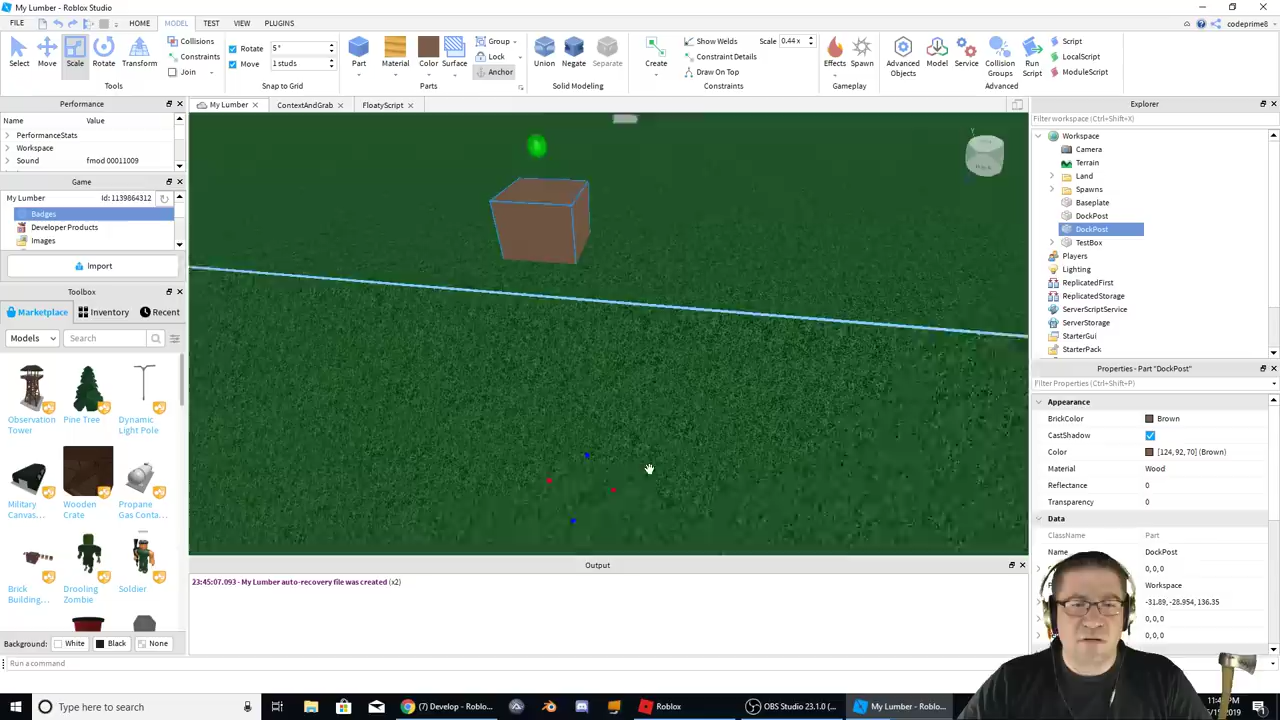 My Lumber - Roblox Studio
FILE HOME MODEL TEST VIEW PLUGINS codeprime8
Select Move Scale Rotate Transform
Collisions
Constraints
Join
Tools
Rotate 5°
Move 1 studs
Snap to Grid
Part Material Color Surface
Group
Lock
Anchor
Parts
Union Negate Separate
Solid Modeling
Create
Show Welds Scale 0.44 x
Constraint Details
Draw On Top
Constraints
Effects Spawn
Gameplay
Advanced Objects Model Service Collision Groups Run Script
Script
LocalScript
ModuleScript
Advanced
Performance
Name Value
PerformanceStats
Workspace
Sound fmod 00011009
Game
My Lumber Id: 1139864312
Badges
Developer Products
Images
Import
Toolbox
Marketplace Inventory Recent
Models Search
Observation Tower
Pine Tree
Dynamic Light Pole
Military Canvas...
Wooden Crate
Propane Gas Conta...
Brick Building...
Drooling Zombie
Soldier
Background: White Black None
Run a command
My Lumber ContextAndGrab FloatyScript
Back
Output
23:45:07.093 - My Lumber auto-recovery file was created (x2)
Explorer
Filter workspace (Ctrl+Shift+X)
Workspace
Camera
Terrain
Land
Spawns
Baseplate
DockPost
DockPost
TestBox
Players
Lighting
ReplicatedFirst
ReplicatedStorage
ServerScriptService
ServerStorage
StarterGui
StarterPack
Properties - Part "DockPost"
Filter Properties (Ctrl+Shift+P)
Appearance
BrickColor Brown
CastShadow
Color [124, 92, 70] (Brown)
Material Wood
Reflectance 0
Transparency 0
Data
ClassName Part
Name DockPost
0, 0, 0
Workspace
-31.89, -28.954, 136.35
0, 0, 0
0, 0, 0
Type here to search
(7) Develop - Roblo...
Roblox
OBS Studio 23.1.0 (...
My Lumber - Roblo...